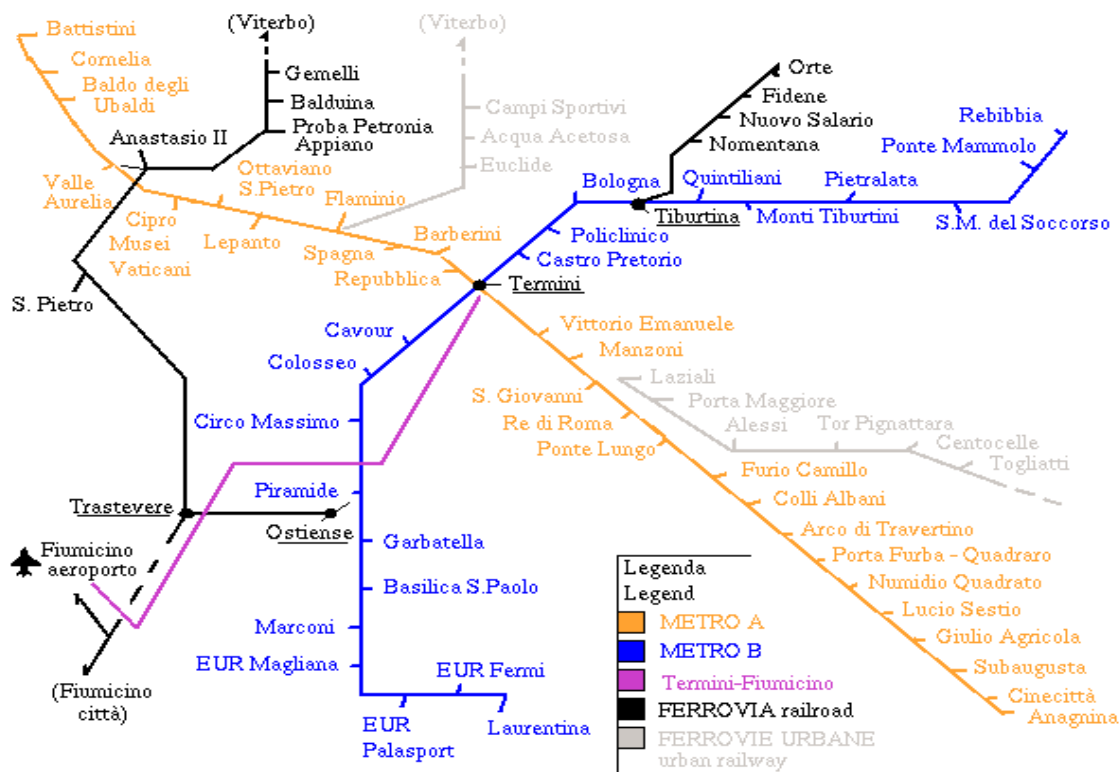 Battistini
(Viterbo)
(Viterbo)
Cornelia
Baldo degli
Ubaldi
Gemelli
Balduina
Proba Petronia
Appiano
Anastasio II
Campi Sportivi
Acqua Acetosa
Euclide
Orte
Fidene
Nuovo Salario
Nomentana
Rebibbia
Ponte Mammolo
Valle
Aurelia
Ottaviano
S.Pietro
Cipro
Musei
Vaticani
Lepanto
Flaminio
Spagna
Barberini
Repubblica
Bologna
Quintiliani
Pietralata
Tiburtina
Monti Tiburtini
S.M. del Soccorso
Policlinico
Castro Pretorio
Termini
S. Pietro
Cavour
Colosseo
Circo Massimo
Vittorio Emanuele
Manzoni
S. Giovanni
Re di Roma
Ponte Lungo
Laziali
Porta Maggiore
Alessi
Tor Pignattara
Centocelle
Togliatti
Furio Camillo
Colli Albani
Arco di Travertino
Porta Furba - Quadraro
Numidio Quadrato
Lucio Sestio
Giulio Agricola
Subaugusta
Cinecittà
Anagnina
Trastevere
Piramide
Ostiense
Fiumicino
aeroporto
Garbatella
Basilica S.Paolo
Marconi
EUR Magliana
EUR Fermi
EUR
Palasport
Laurentina
(Fiumicino
città)
Legenda
Legend
METRO A
METRO B
Termini-Fiumicino
FERROVIA railroad
FERROVIE URBANE
urban railway